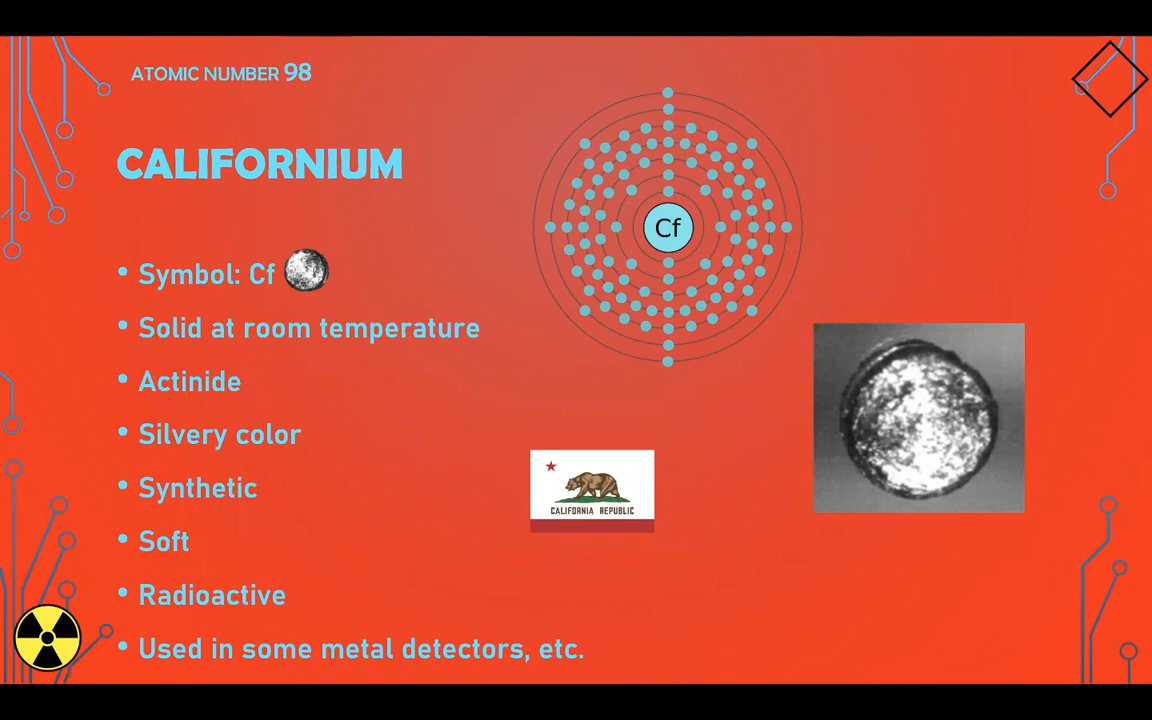 ATOMIC NUMBER 98
CALIFORNIUM
Cf
• Symbol: Cf
• Solid at room temperature
• Actinide
• Silvery color
• Synthetic
• Soft
• Radioactive
• Used in some metal detectors, etc.
CALIFORNIA REPUBLIC